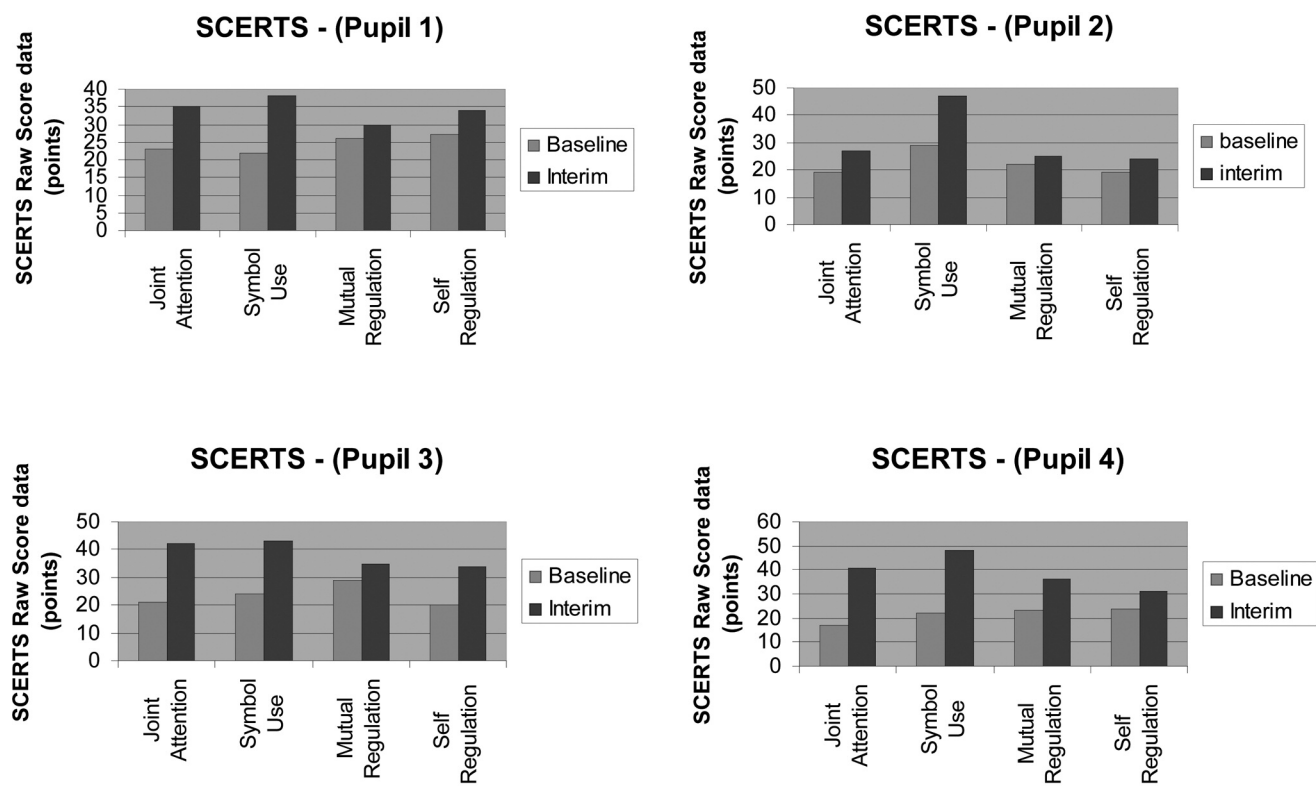 SCERTS - (Pupil 1)
SCERTS Raw Score data
(points)
40
35
30
25
20
15
10
5
0
Joint
Attention
Symbol
Use
Mutual
Regulation
Self
Regulation
Baseline
Interim
SCERTS - (Pupil 2)
SCERTS Raw Score data
(points)
50
40
30
20
10
0
Joint
Attention
Symbol
Use
Mutual
Regulation
Self
Regulation
baseline
interim
SCERTS - (Pupil 3)
SCERTS Raw Score data
(points)
50
40
30
20
10
0
Joint
Attention
Symbol
Use
Mutual
Regulation
Self
Regulation
Baseline
Interim
SCERTS - (Pupil 4)
SCERTS Raw Score data
(points)
60
50
40
30
20
10
0
Joint
Attention
Symbol
Use
Mutual
Regulation
Self
Regulation
Baseline
Interim